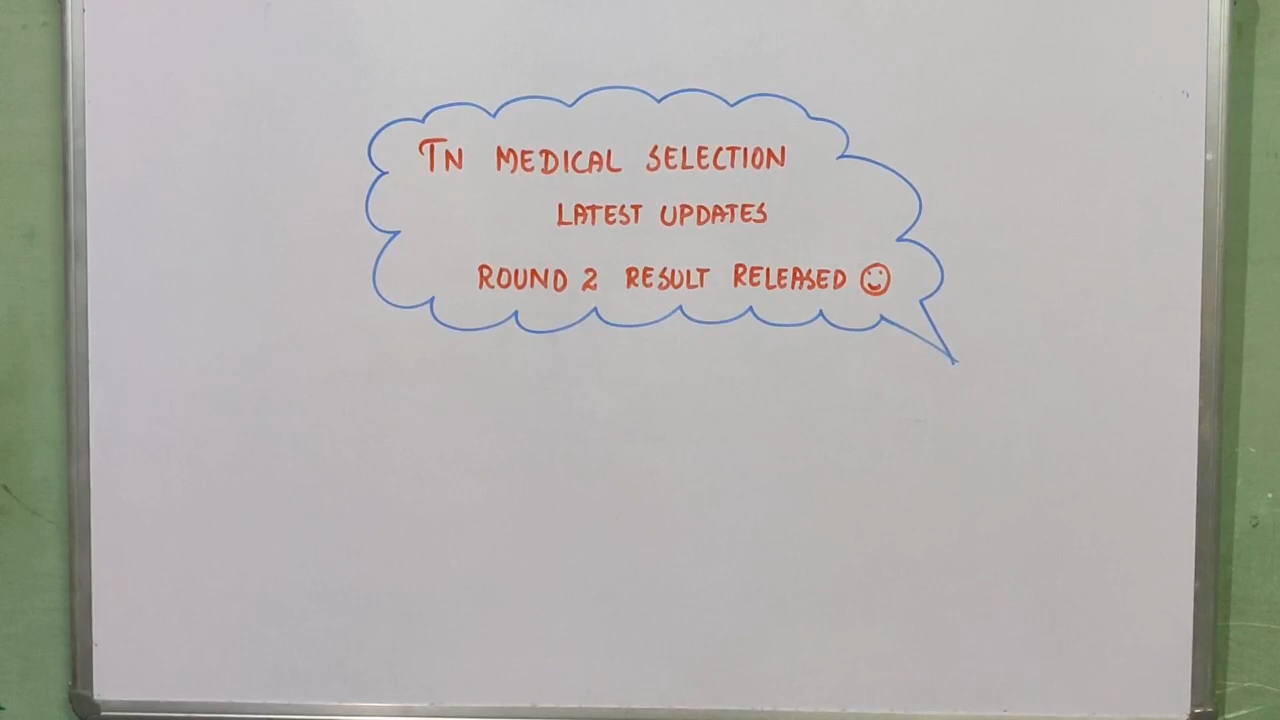 TN MEDICAL SELECTION
LATEST UPDATES
ROUND 2 RESULT RELEASED ☺